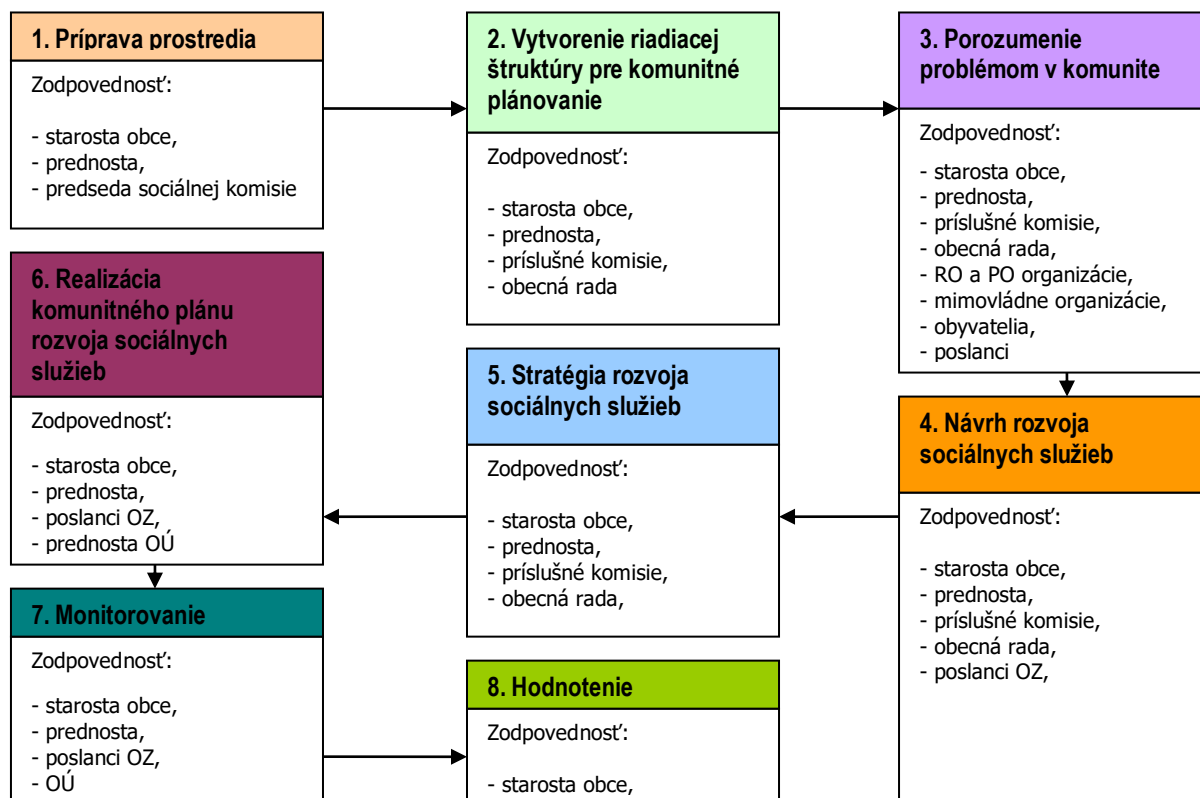 1. Príprava prostredia
Zodpovednosť:
- starosta obce,
- prednosta,
- predseda sociálnej komisie
2. Vytvorenie riadiacej
štruktúry pre komunitné
plánovanie
Zodpovednosť:
- starosta obce,
- prednosta,
- príslušné komisie,
- obecná rada
3. Porozumenie
problémom v komunite
Zodpovednosť:
- starosta obce,
- prednosta,
- príslušné komisie,
- obecná rada,
- RO a PO organizácie,
- mimovládne organizácie,
- obyvatelia,
- poslanci
4. Návrh rozvoja
sociálnych služieb
Zodpovednosť:
- starosta obce,
- prednosta,
- príslušné komisie,
- obecná rada,
- poslanci OZ,
5. Stratégia rozvoja
sociálnych služieb
Zodpovednosť:
- starosta obce,
- prednosta,
- príslušné komisie,
- obecná rada,
6. Realizácia
komunitného plánu
rozvoja sociálnych
služieb
Zodpovednosť:
- starosta obce,
- prednosta,
- poslanci OZ,
- prednosta OÚ
7. Monitorovanie
Zodpovednosť:
- starosta obce,
- prednosta,
- poslanci OZ,
- OÚ
8. Hodnotenie
Zodpovednosť:
- starosta obce,